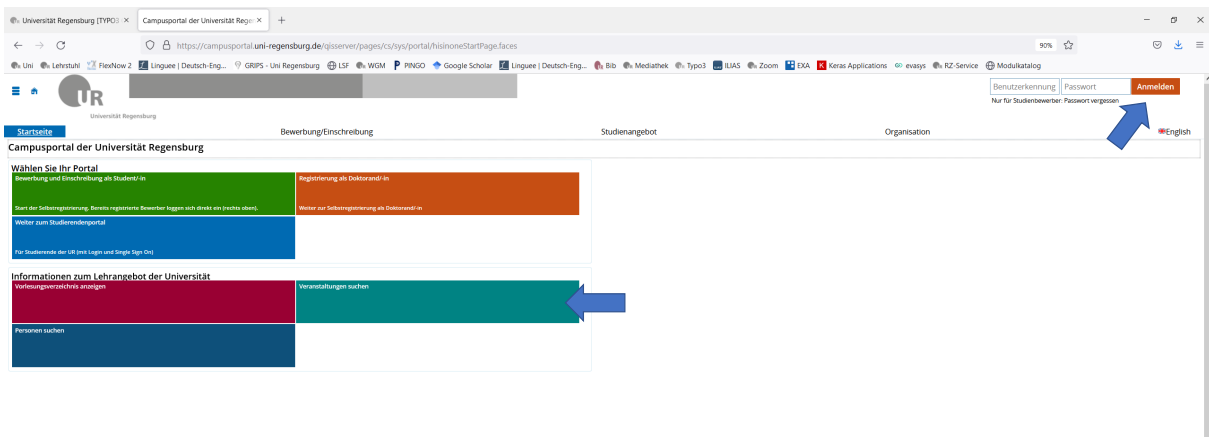 Universität Regensburg [TYPO3 ×
Campusportal der Universität Regen ×
https://campusportal.uni-regensburg.de/qisserver/pages/cs/sys/portal/hisinoneStartPage.faces
90%
Uni Lehrstuhl FlexNow 2 Linguee | Deutsch-Eng... GRIPS - Uni Regensburg LSF WGM PINGO Google Scholar Linguee | Deutsch-Eng... Bib Mediathek Typo3 ILIAS Zoom EXA Keras Applications evasys RZ-Service Modulkatalog
UR
Universität Regensburg
Benutzerkennung Passwort Anmelden
Nur für Studienbewerber: Passwort vergessen
Startseite Bewerbung/Einschreibung Studienangebot Organisation English
Campusportal der Universität Regensburg
Wählen Sie Ihr Portal
Bewerbung und Einschreibung als Student/-in
Start der Selbstregistrierung. Bereits registrierte Bewerber loggen sich direkt ein (rechts oben).
Registrierung als Doktorand/-in
Weiter zur Selbstregistrierung als Doktorand/-in
Weiter zum Studierendenportal
Für Studierende der UR (mit Login und Single Sign On)
Informationen zum Lehrangebot der Universität
Vorlesungsverzeichnis anzeigen
Veranstaltungen suchen
Personen suchen